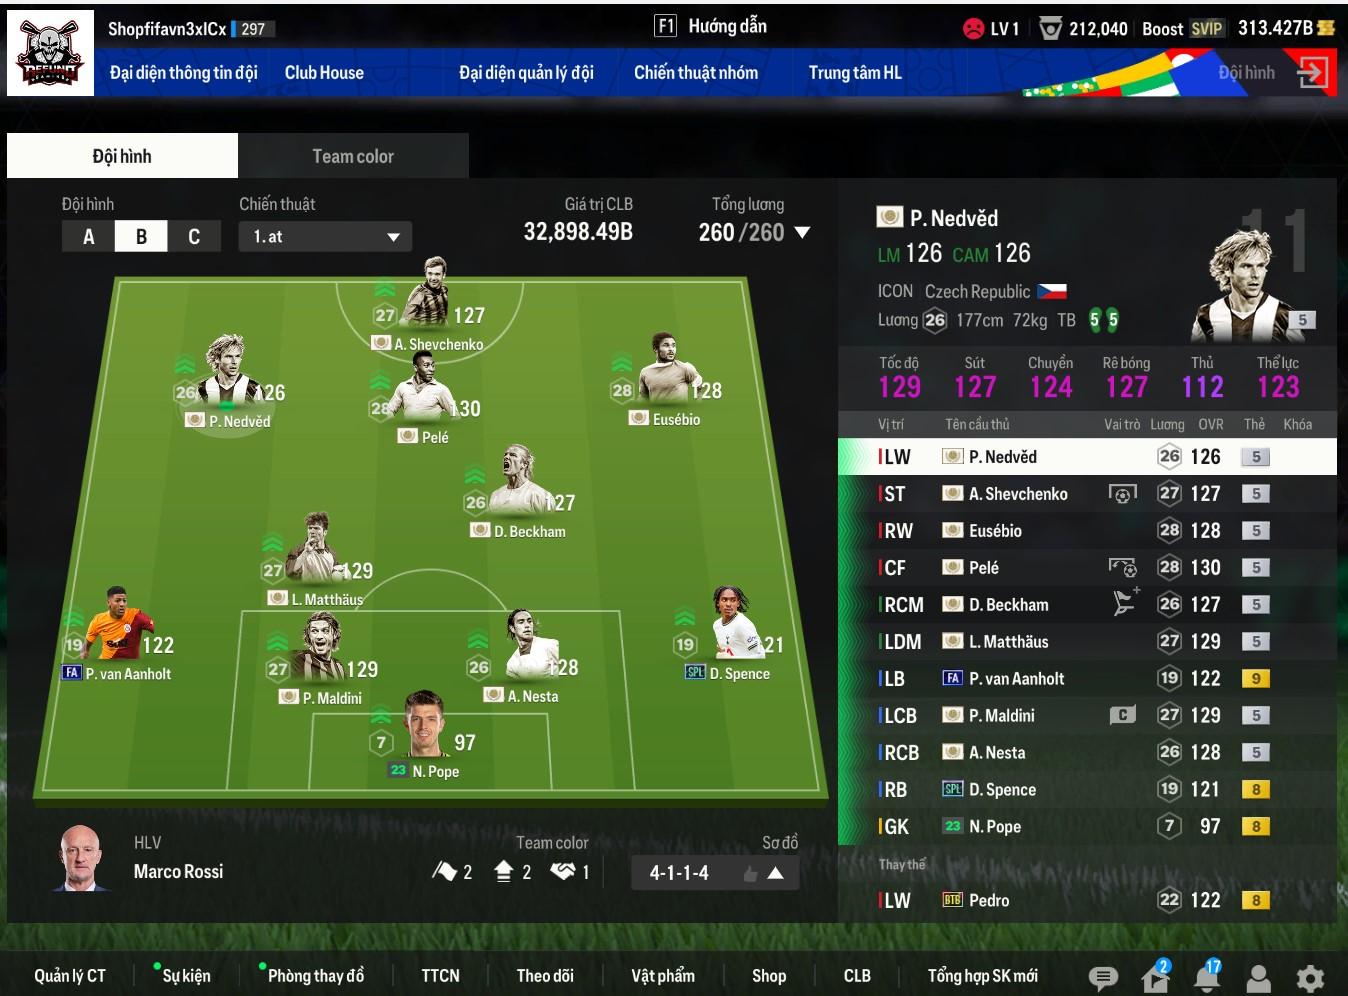 Shopfifavn3xlCx 297
F1 Hướng dẫn
LV 1 212,040 Boost SVIP 313.427B
Đại diện thông tin đội Club House Đại diện quản lý đội Chiến thuật nhóm Trung tâm HL Đội hình
Đội hình Team color
Đội hình Chiến thuật Giá trị CLB Tổng lương
A B C 1. at 32,898.49B 260 /260
27 127
A. Shevchenko
26 126
P. Nedvěd
28 130
Pelé
28 128
Eusébio
26 127
D. Beckham
27 129
L. Matthäus
19 122
FA P. van Aanholt
27 129
P. Maldini
26 128
A. Nesta
19 121
SPL D. Spence
7 97
23 N. Pope
HLV
Marco Rossi
Team color
2 2 1
Sơ đồ
4-1-1-4
11
P. Nedvěd
LM 126 CAM 126
ICON Czech Republic
Lương 26 177cm 72kg TB 5 5
5
Tốc độ Sút Chuyền Rê bóng Thủ Thể lực
129 127 124 127 112 123
Vị trí Tên cầu thủ Vai trò Lương OVR Thẻ Khóa
LW P. Nedvěd 26 126 5
ST A. Shevchenko 27 127 5
RW Eusébio 28 128 5
CF Pelé 28 130 5
RCM D. Beckham 26 127 5
LDM L. Matthäus 27 129 5
LB FA P. van Aanholt 19 122 9
LCB P. Maldini C 27 129 5
RCB A. Nesta 26 128 5
RB SPL D. Spence 19 121 8
GK 23 N. Pope 7 97 8
Thay thế
LW BTB Pedro 22 122 8
Quản lý CT Sự kiện Phòng thay đồ TTCN Theo dõi Vật phẩm Shop CLB Tổng hợp SK mới 2 17